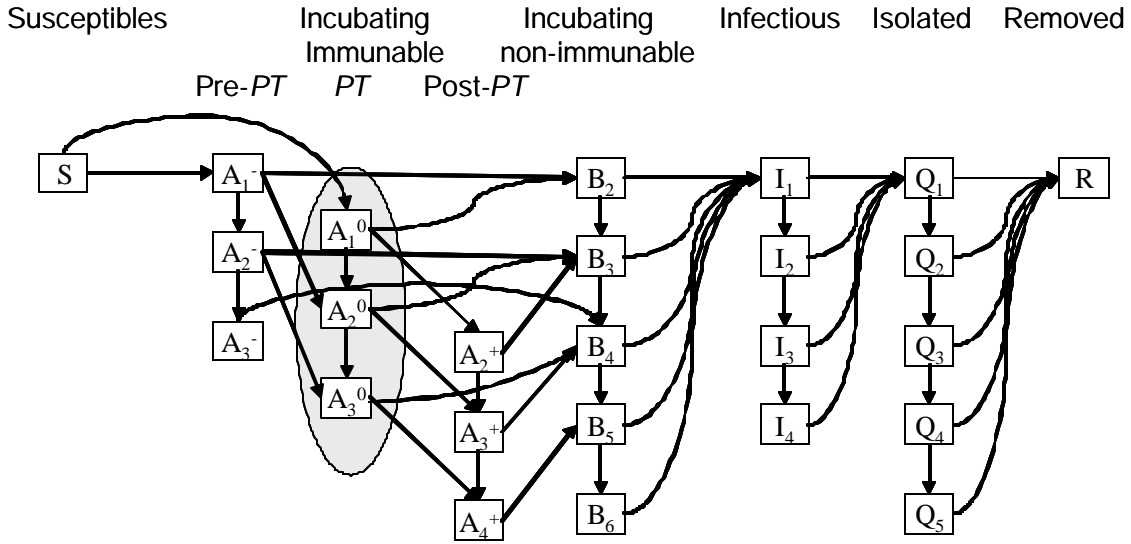 Susceptibles Incubating Incubating Infectious Isolated Removed
Immunable non-immunable
Pre-PT PT Post-PT
S A₁⁻ B₂ I₁ Q₁ R
A₁⁰
A₂⁻ B₃ I₂ Q₂
A₂⁰
A₃⁻ A₂⁺ B₄ I₃ Q₃
A₃⁰
A₃⁺ B₅ I₄ Q₄
A₄⁺ B₆ Q₅